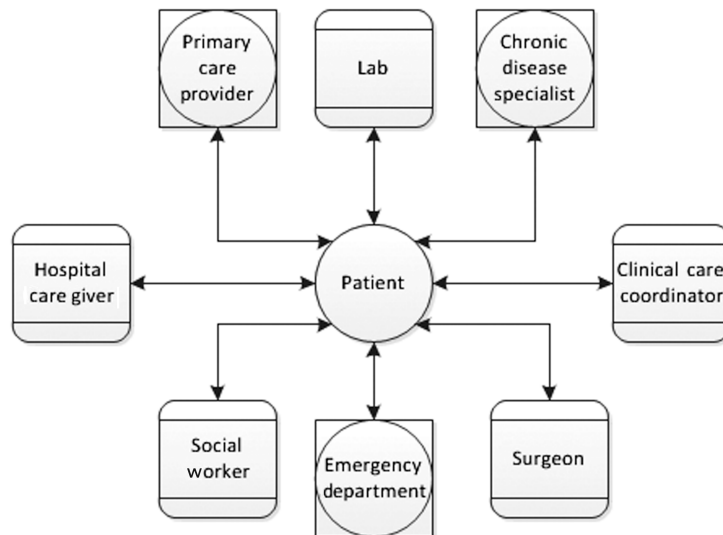 Primary
care
provider
Lab
Chronic
disease
specialist
Hospital
care giver
Patient
Clinical care
coordinator
Social
worker
Emergency
department
Surgeon